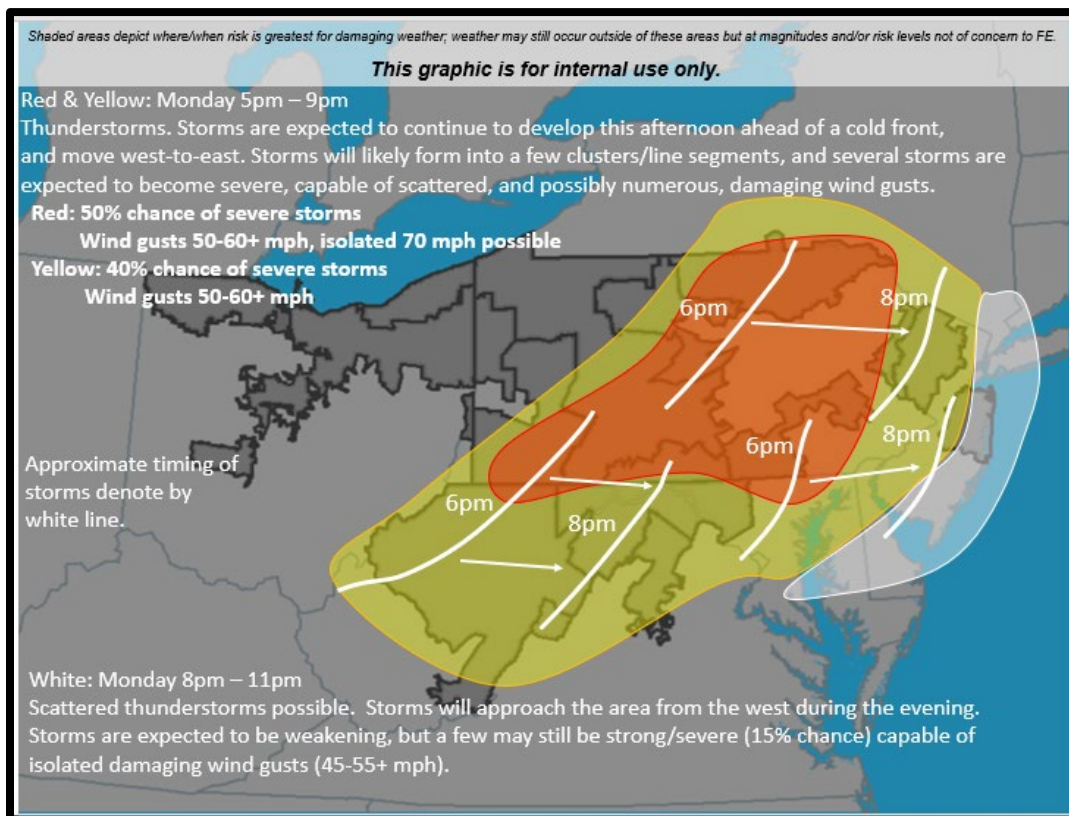 Shaded areas depict where/when risk is greatest for damaging weather; weather may still occur outside of these areas but at magnitudes and/or risk levels not of concern to FE.
This graphic is for internal use only.
Red & Yellow: Monday 5pm – 9pm
Thunderstorms. Storms are expected to continue to develop this afternoon ahead of a cold front,
and move west-to-east. Storms will likely form into a few clusters/line segments, and several storms are
expected to become severe, capable of scattered, and possibly numerous, damaging wind gusts.
Red: 50% chance of severe storms
Wind gusts 50-60+ mph, isolated 70 mph possible
Yellow: 40% chance of severe storms
Wind gusts 50-60+ mph
6pm
8pm
6pm
8pm
6pm
8pm
Approximate timing of
storms denote by
white line.
White: Monday 8pm – 11pm
Scattered thunderstorms possible.  Storms will approach the area from the west during the evening.
Storms are expected to be weakening, but a few may still be strong/severe (15% chance) capable of
isolated damaging wind gusts (45-55+ mph).